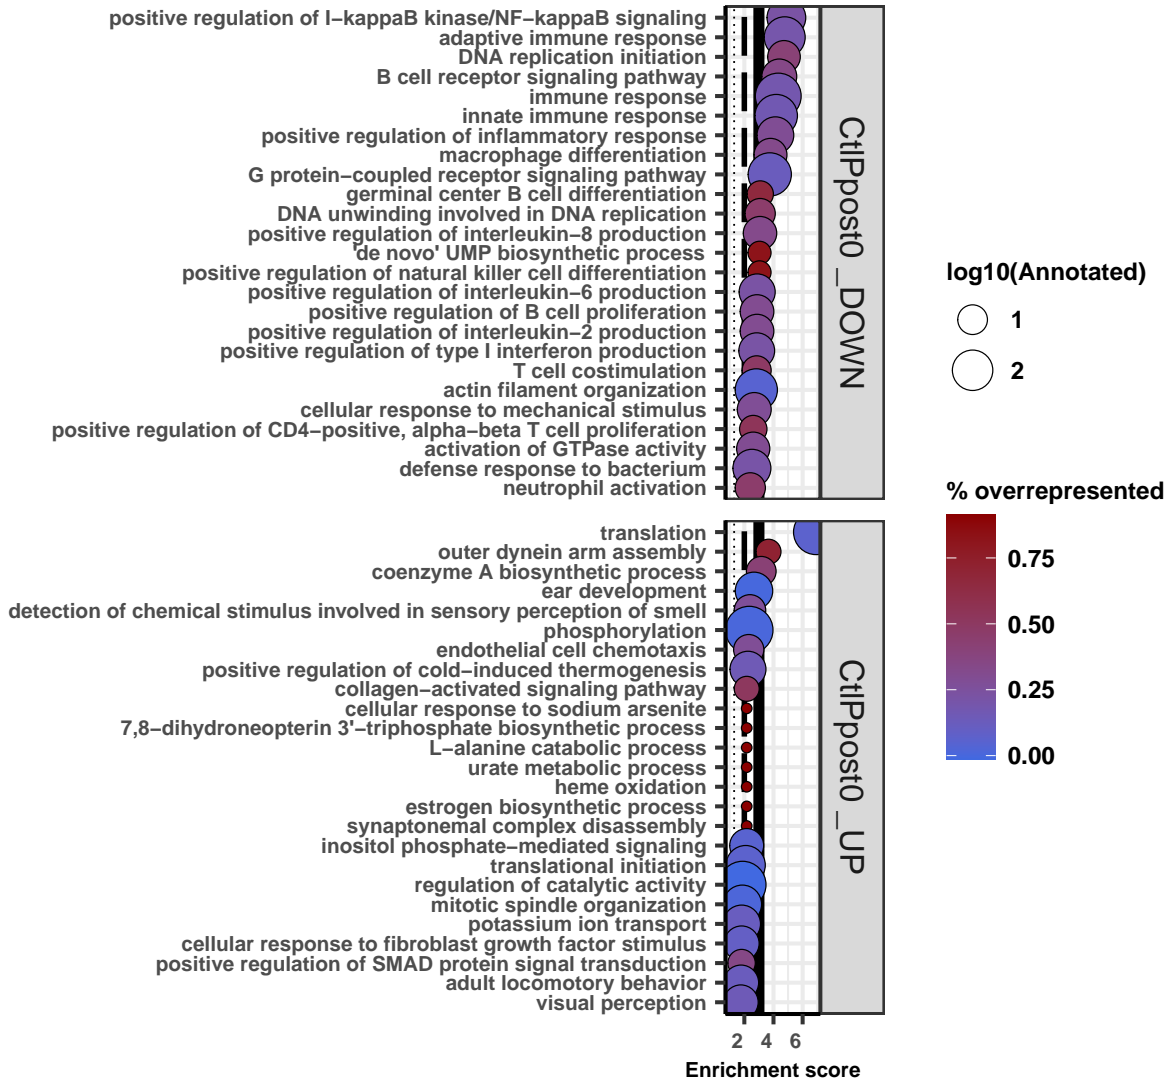 positive regulation of I−kappaB kinase/NF−kappaB signaling
adaptive immune response
DNA replication initiation
B cell receptor signaling pathway
immune response
innate immune response
positive regulation of inflammatory response
macrophage differentiation
G protein−coupled receptor signaling pathway
germinal center B cell differentiation
DNA unwinding involved in DNA replication
positive regulation of interleukin−8 production
'de novo' UMP biosynthetic process
positive regulation of natural killer cell differentiation
positive regulation of interleukin−6 production
positive regulation of B cell proliferation
positive regulation of interleukin−2 production
positive regulation of type I interferon production
T cell costimulation
actin filament organization
cellular response to mechanical stimulus
positive regulation of CD4−positive, alpha−beta T cell proliferation
activation of GTPase activity
defense response to bacterium
neutrophil activation
CtIPpost0 _DOWN
translation
outer dynein arm assembly
coenzyme A biosynthetic process
ear development
detection of chemical stimulus involved in sensory perception of smell
phosphorylation
endothelial cell chemotaxis
positive regulation of cold−induced thermogenesis
collagen−activated signaling pathway
cellular response to sodium arsenite
7,8−dihydroneopterin 3'−triphosphate biosynthetic process
L−alanine catabolic process
urate metabolic process
heme oxidation
estrogen biosynthetic process
synaptonemal complex disassembly
inositol phosphate−mediated signaling
translational initiation
regulation of catalytic activity
mitotic spindle organization
potassium ion transport
cellular response to fibroblast growth factor stimulus
positive regulation of SMAD protein signal transduction
adult locomotory behavior
visual perception
CtIPpost0 _UP
2 4 6
Enrichment score
log10(Annotated)
1
2
% overrepresented
0.75
0.50
0.25
0.00